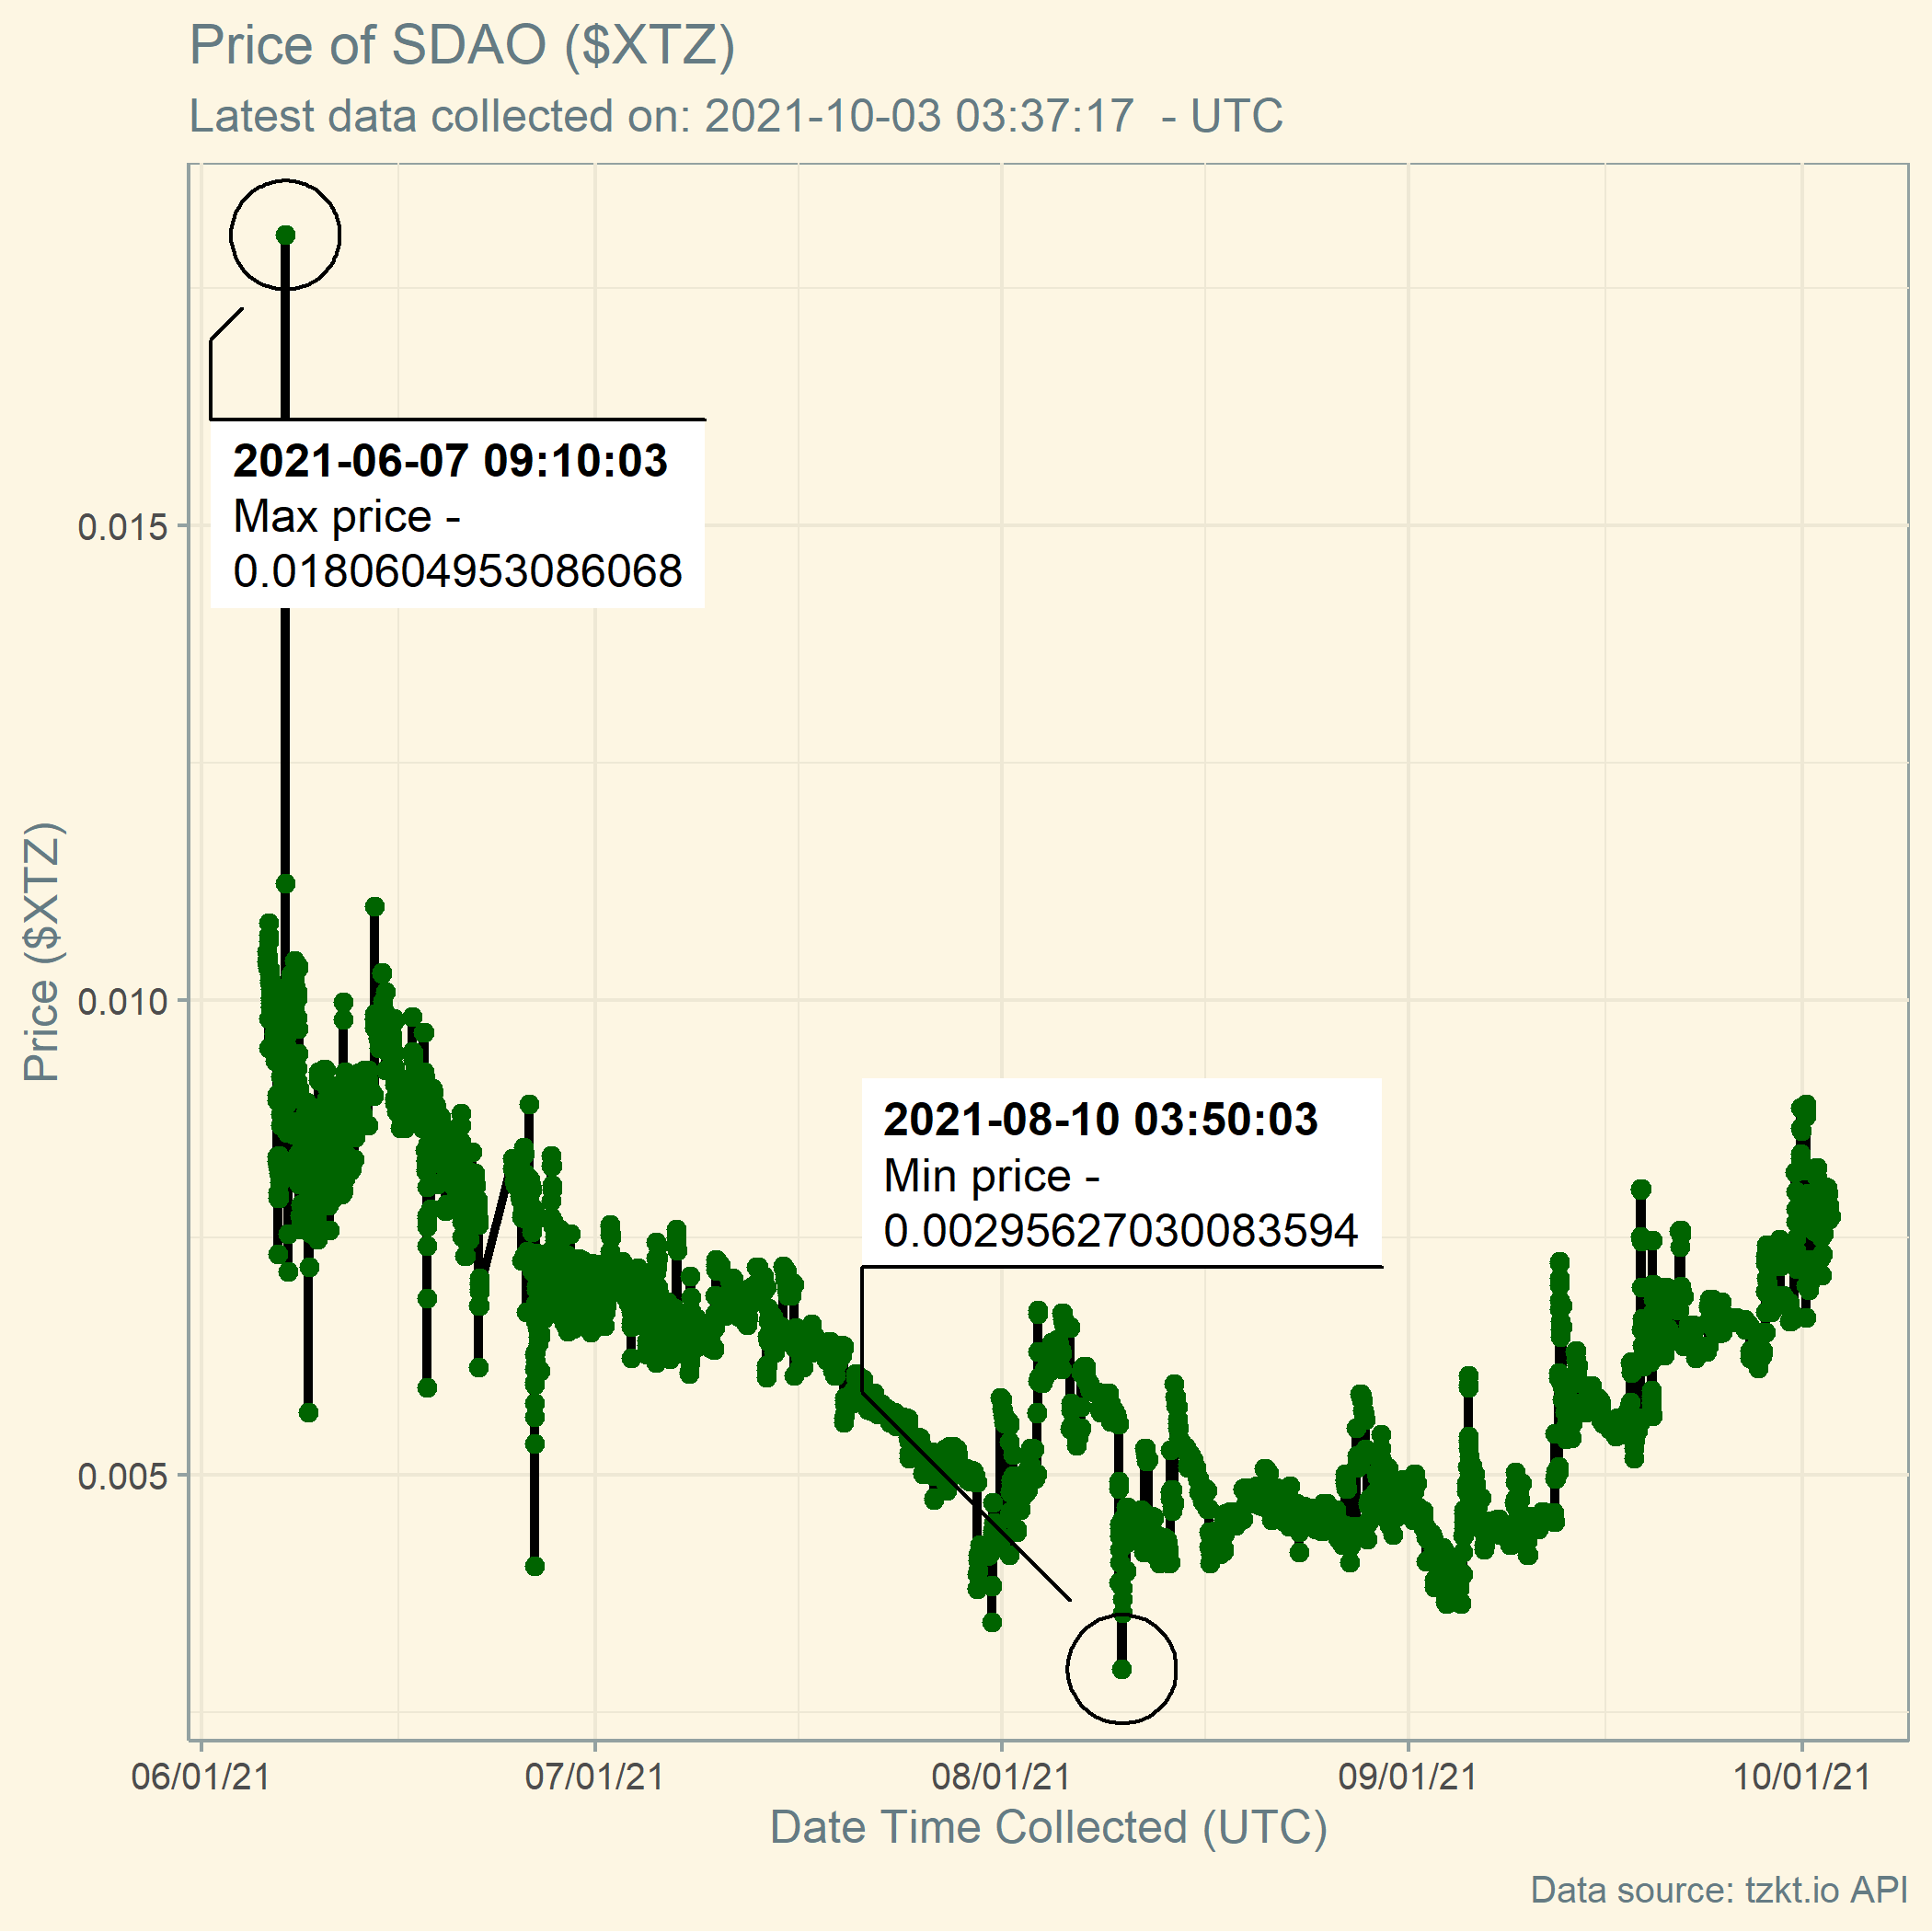 Price of SDAO ($XTZ)
Latest data collected on: 2021-10-03 03:37:17  - UTC
2021-06-07 09:10:03
Max price -
0.0180604953086068
0.015
Price ($XTZ)
0.010
2021-08-10 03:50:03
Min price -
0.00295627030083594
0.005
06/01/21
07/01/21
08/01/21
09/01/21
10/01/21
Date Time Collected (UTC)
Data source: tzkt.io API